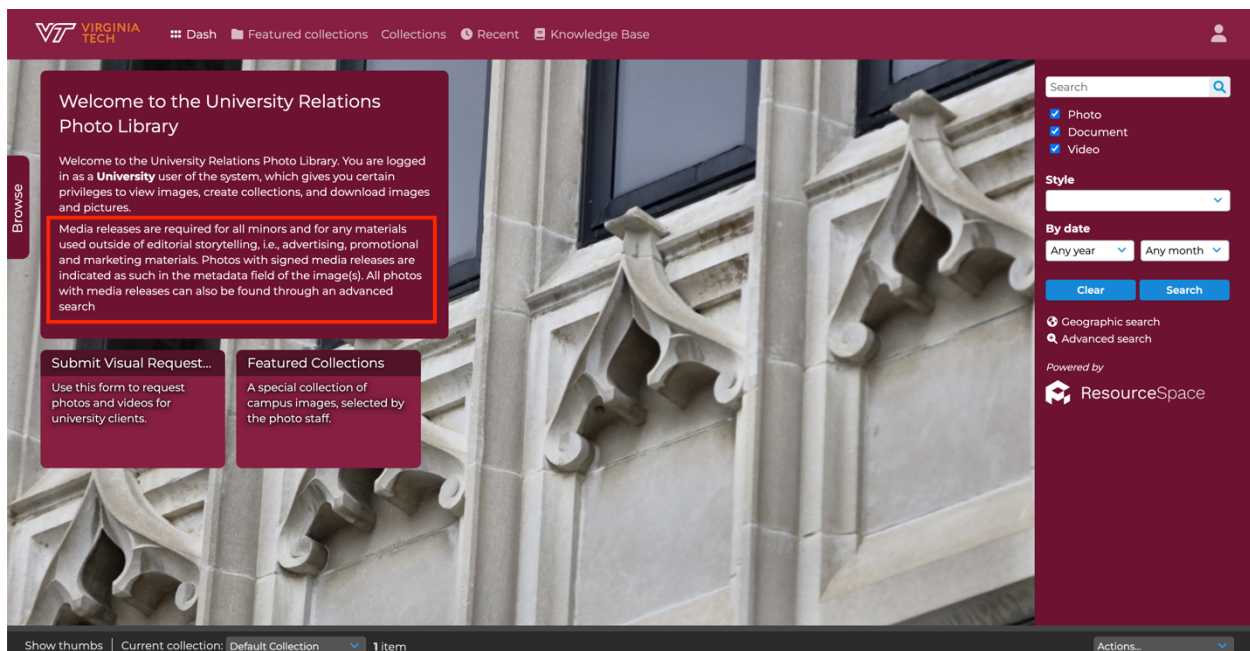 VT VIRGINIA TECH Dash Featured collections Collections Recent Knowledge Base
Welcome to the University Relations
Photo Library
Welcome to the University Relations Photo Library. You are logged
in as a University user of the system, which gives you certain
privileges to view images, create collections, and download images
and pictures.
Media releases are required for all minors and for any materials
used outside of editorial storytelling, i.e., advertising, promotional
and marketing materials. Photos with signed media releases are
indicated as such in the metadata field of the image(s). All photos
with media releases can also be found through an advanced
search
Browse
Submit Visual Request...
Use this form to request
photos and videos for
university clients.
Featured Collections
A special collection of
campus images, selected by
the photo staff.
Search
Photo
Document
Video
Style
By date
Any year Any month
Clear Search
Geographic search
Advanced search
Powered by
ResourceSpace
Show thumbs | Current collection: Default Collection 1 item Actions...